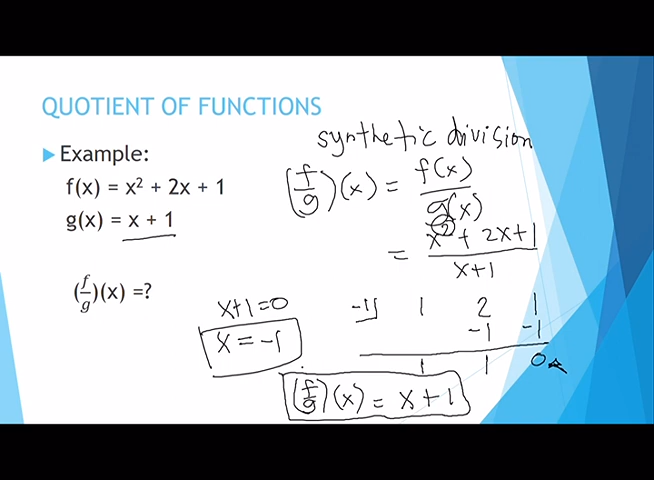 QUOTIENT OF FUNCTIONS
synthetic division
Example:
f(x) = x² + 2x + 1
g(x) = x + 1
(f/g)(x) = f(x)/g(x)
= x² + 2x+1 / x+1
(f/g)(x) =?
x+1=0
x = -1
-1 1 2 1
-1 -1
1 1 0
(f/g)(x) = x + 1